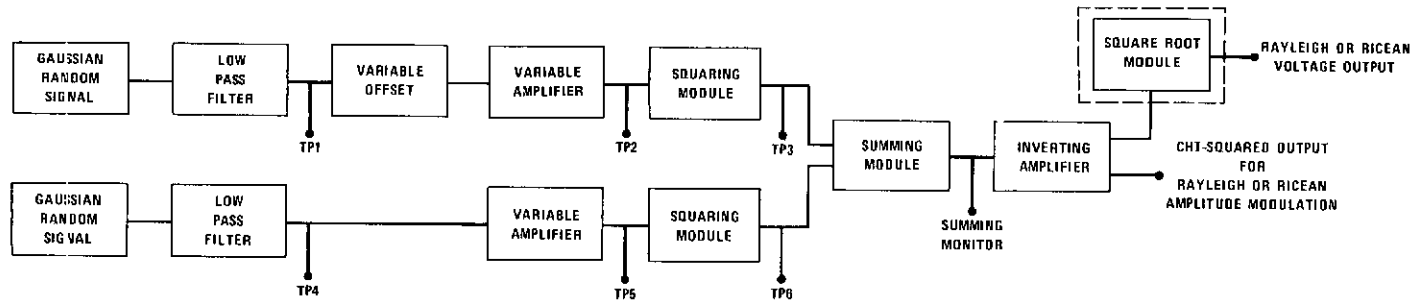 GAUSSIAN
RANDOM
SIGNAL
LOW
PASS
FILTER
TP1
VARIABLE
OFFSET
VARIABLE
AMPLIFIER
TP2
SQUARING
MODULE
TP3
GAUSSIAN
RANDOM
SIGNAL
LOW
PASS
FILTER
TP4
VARIABLE
AMPLIFIER
TP5
SQUARING
MODULE
TP6
SUMMING
MODULE
SUMMING
MONITOR
INVERTING
AMPLIFIER
SQUARE ROOT
MODULE
RAYLEIGH OR RICEAN
VOLTAGE OUTPUT
CHI-SQUARED OUTPUT
FOR
RAYLEIGH OR RICEAN
AMPLITUDE MODULATION